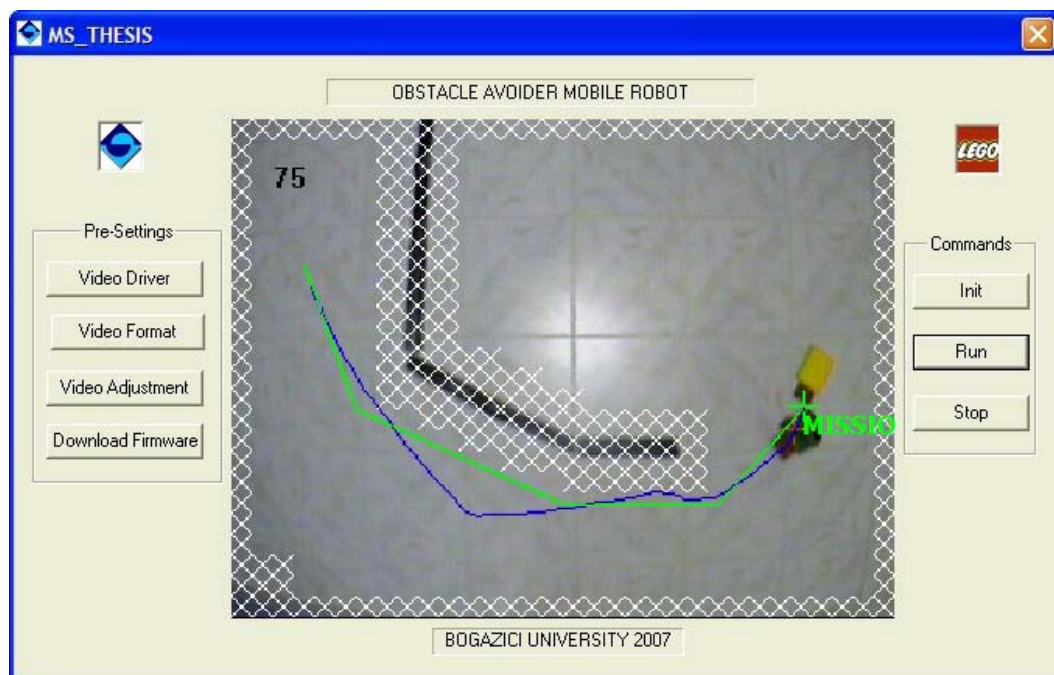 MS_THESIS
OBSTACLE AVOIDER MOBILE ROBOT
75
LEGO
Pre-Settings
Video Driver
Video Format
Video Adjustment
Download Firmware
Commands
Init
Run
Stop
MISSIO
BOGAZICI UNIVERSITY 2007